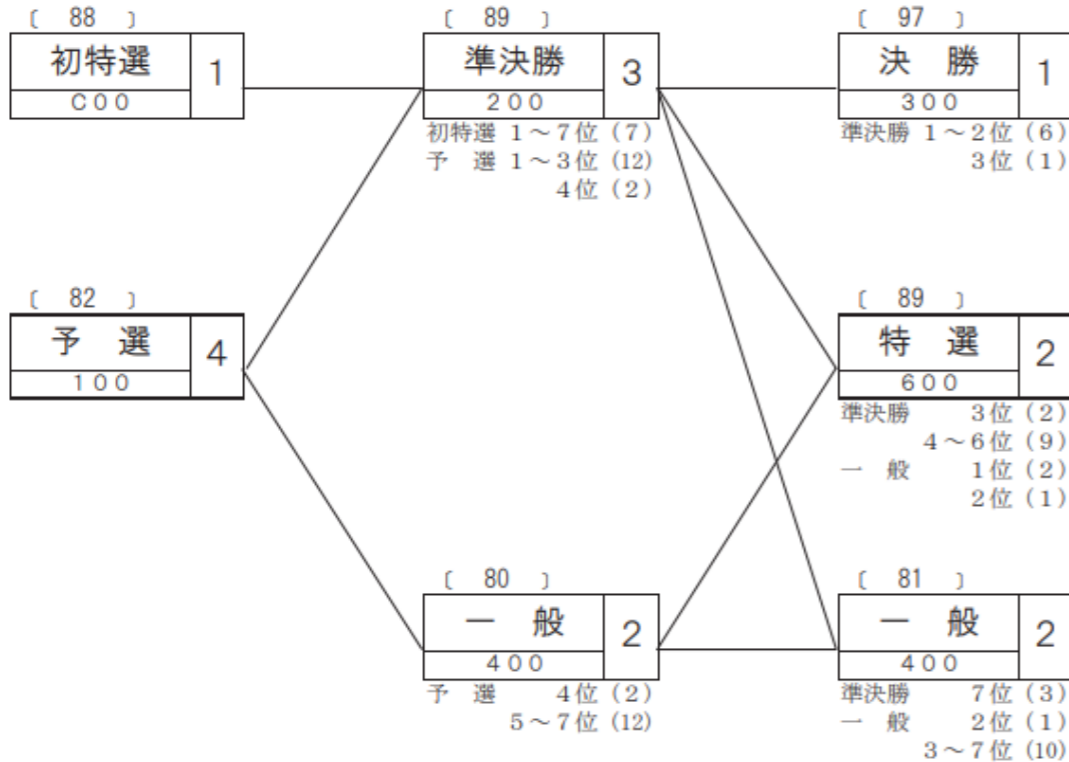 〔 88 〕
初特選 1
C00
〔 89 〕
準決勝 3
200
初特選 1～7位(7)
予 選 1～3位(12)
4位(2)
〔 97 〕
決 勝 1
300
準決勝 1～2位(6)
3位(1)
〔 82 〕
予 選 4
100
〔 89 〕
特 選 2
600
準決勝 3位(2)
4～6位(9)
一 般 1位(2)
2位(1)
〔 80 〕
一 般 2
400
予 選 4位(2)
5～7位(12)
〔 81 〕
一 般 2
400
準決勝 7位(3)
一 般 2位(1)
3～7位(10)